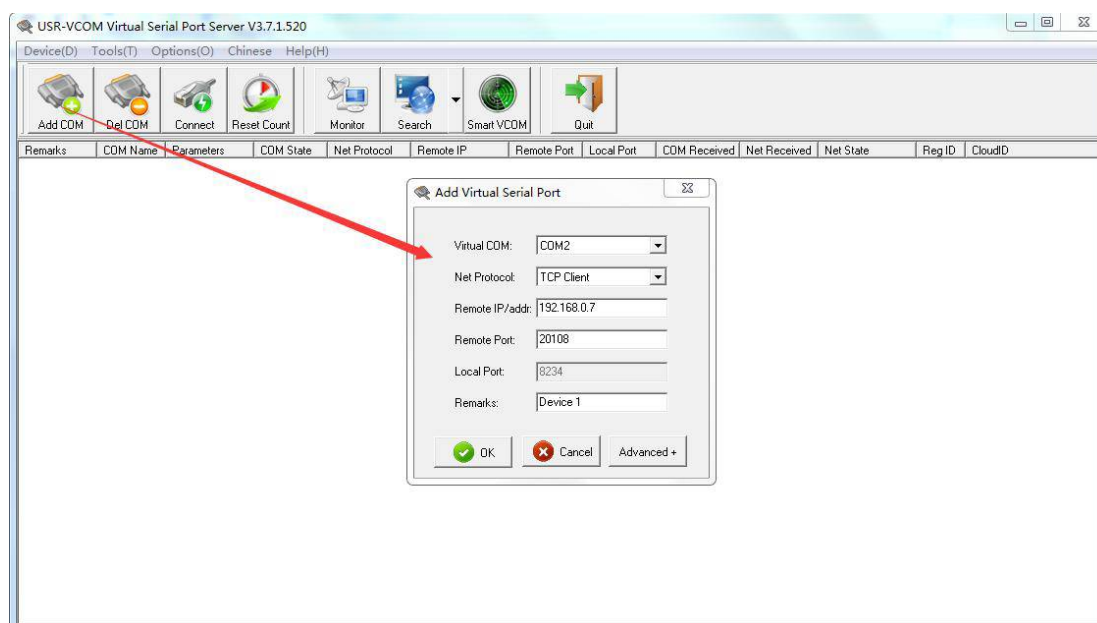 USR-VCOM Virtual Serial Port Server V3.7.1.520
Device(D) Tools(T) Options(O) Chinese Help(H)
Add COM Del COM Connect Reset Count Monitor Search Smart VCOM Quit
Remarks COM Name Parameters COM State Net Protocol Remote IP Remote Port Local Port COM Received Net Received Net State Reg ID CloudID
Add Virtual Serial Port
Virtual COM: COM2
Net Protocol: TCP Client
Remote IP/addr: 192.168.0.7
Remote Port: 20108
Local Port: 8234
Remarks: Device 1
OK Cancel Advanced +